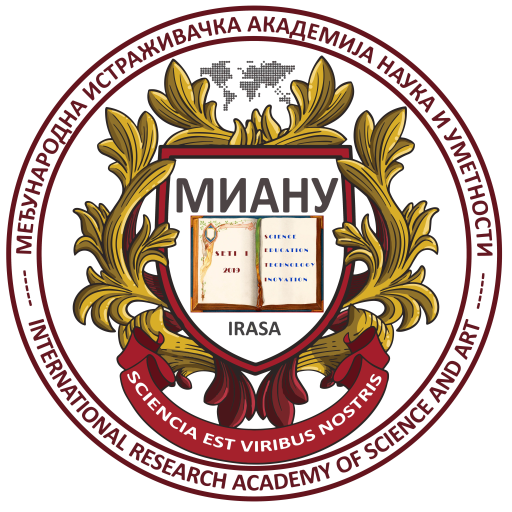 МЕЂУНАРОДНА ИСТРАЖИВАЧКА АКАДЕМИЈА НАУКА И УМЕТНОСТИ
МИАНУ
SETI I
2019
SCIENCE
EDUCATION
TECHNOLOGY
INOVATION
IRASA
SCIENCIA EST VIRIBUS NOSTRIS
INTERNATIONAL RESEARCH ACADEMY OF SCIENCE AND ART